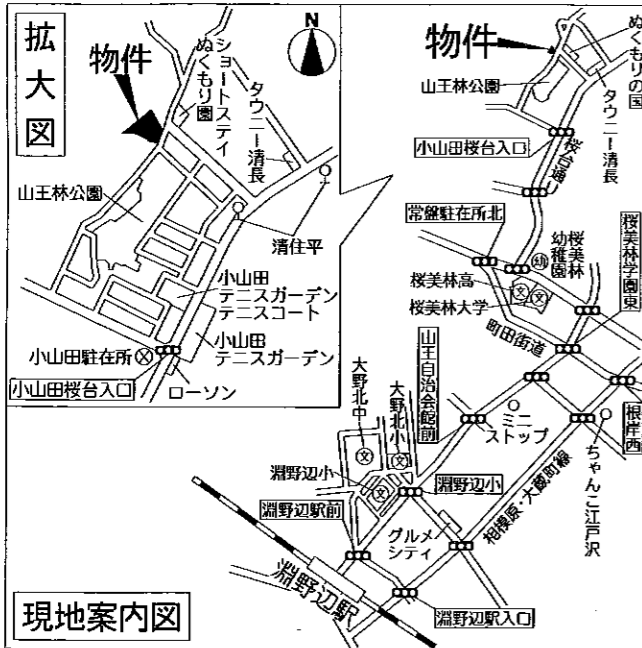 拡大図
N
物件
ショートステイ
ぬくもり園
タウニー清長
山王林公園
清住平
小山田
テニスガーデン
テニスコート
小山田
テニスガーデン
小山田駐在所
小山田桜台入口
ローソン
物件
ぬくもりの国
山王林公園
タウニー清長
小山田桜台入口
桜台通り
常盤駐在所北
桜美林
幼稚園
幼
桜美林学園東
桜美林高
文
桜美林大学
文
町田街道
山王自治会館前
ミニ
ストップ
根岸西
ちゃんこ江戸沢
大野北中
文
大野北小
文
淵野辺小
文
淵野辺小
淵野辺駅前
グルメ
シティ
相模原・大蔵町線
淵野辺駅
淵野辺駅入口
現地案内図